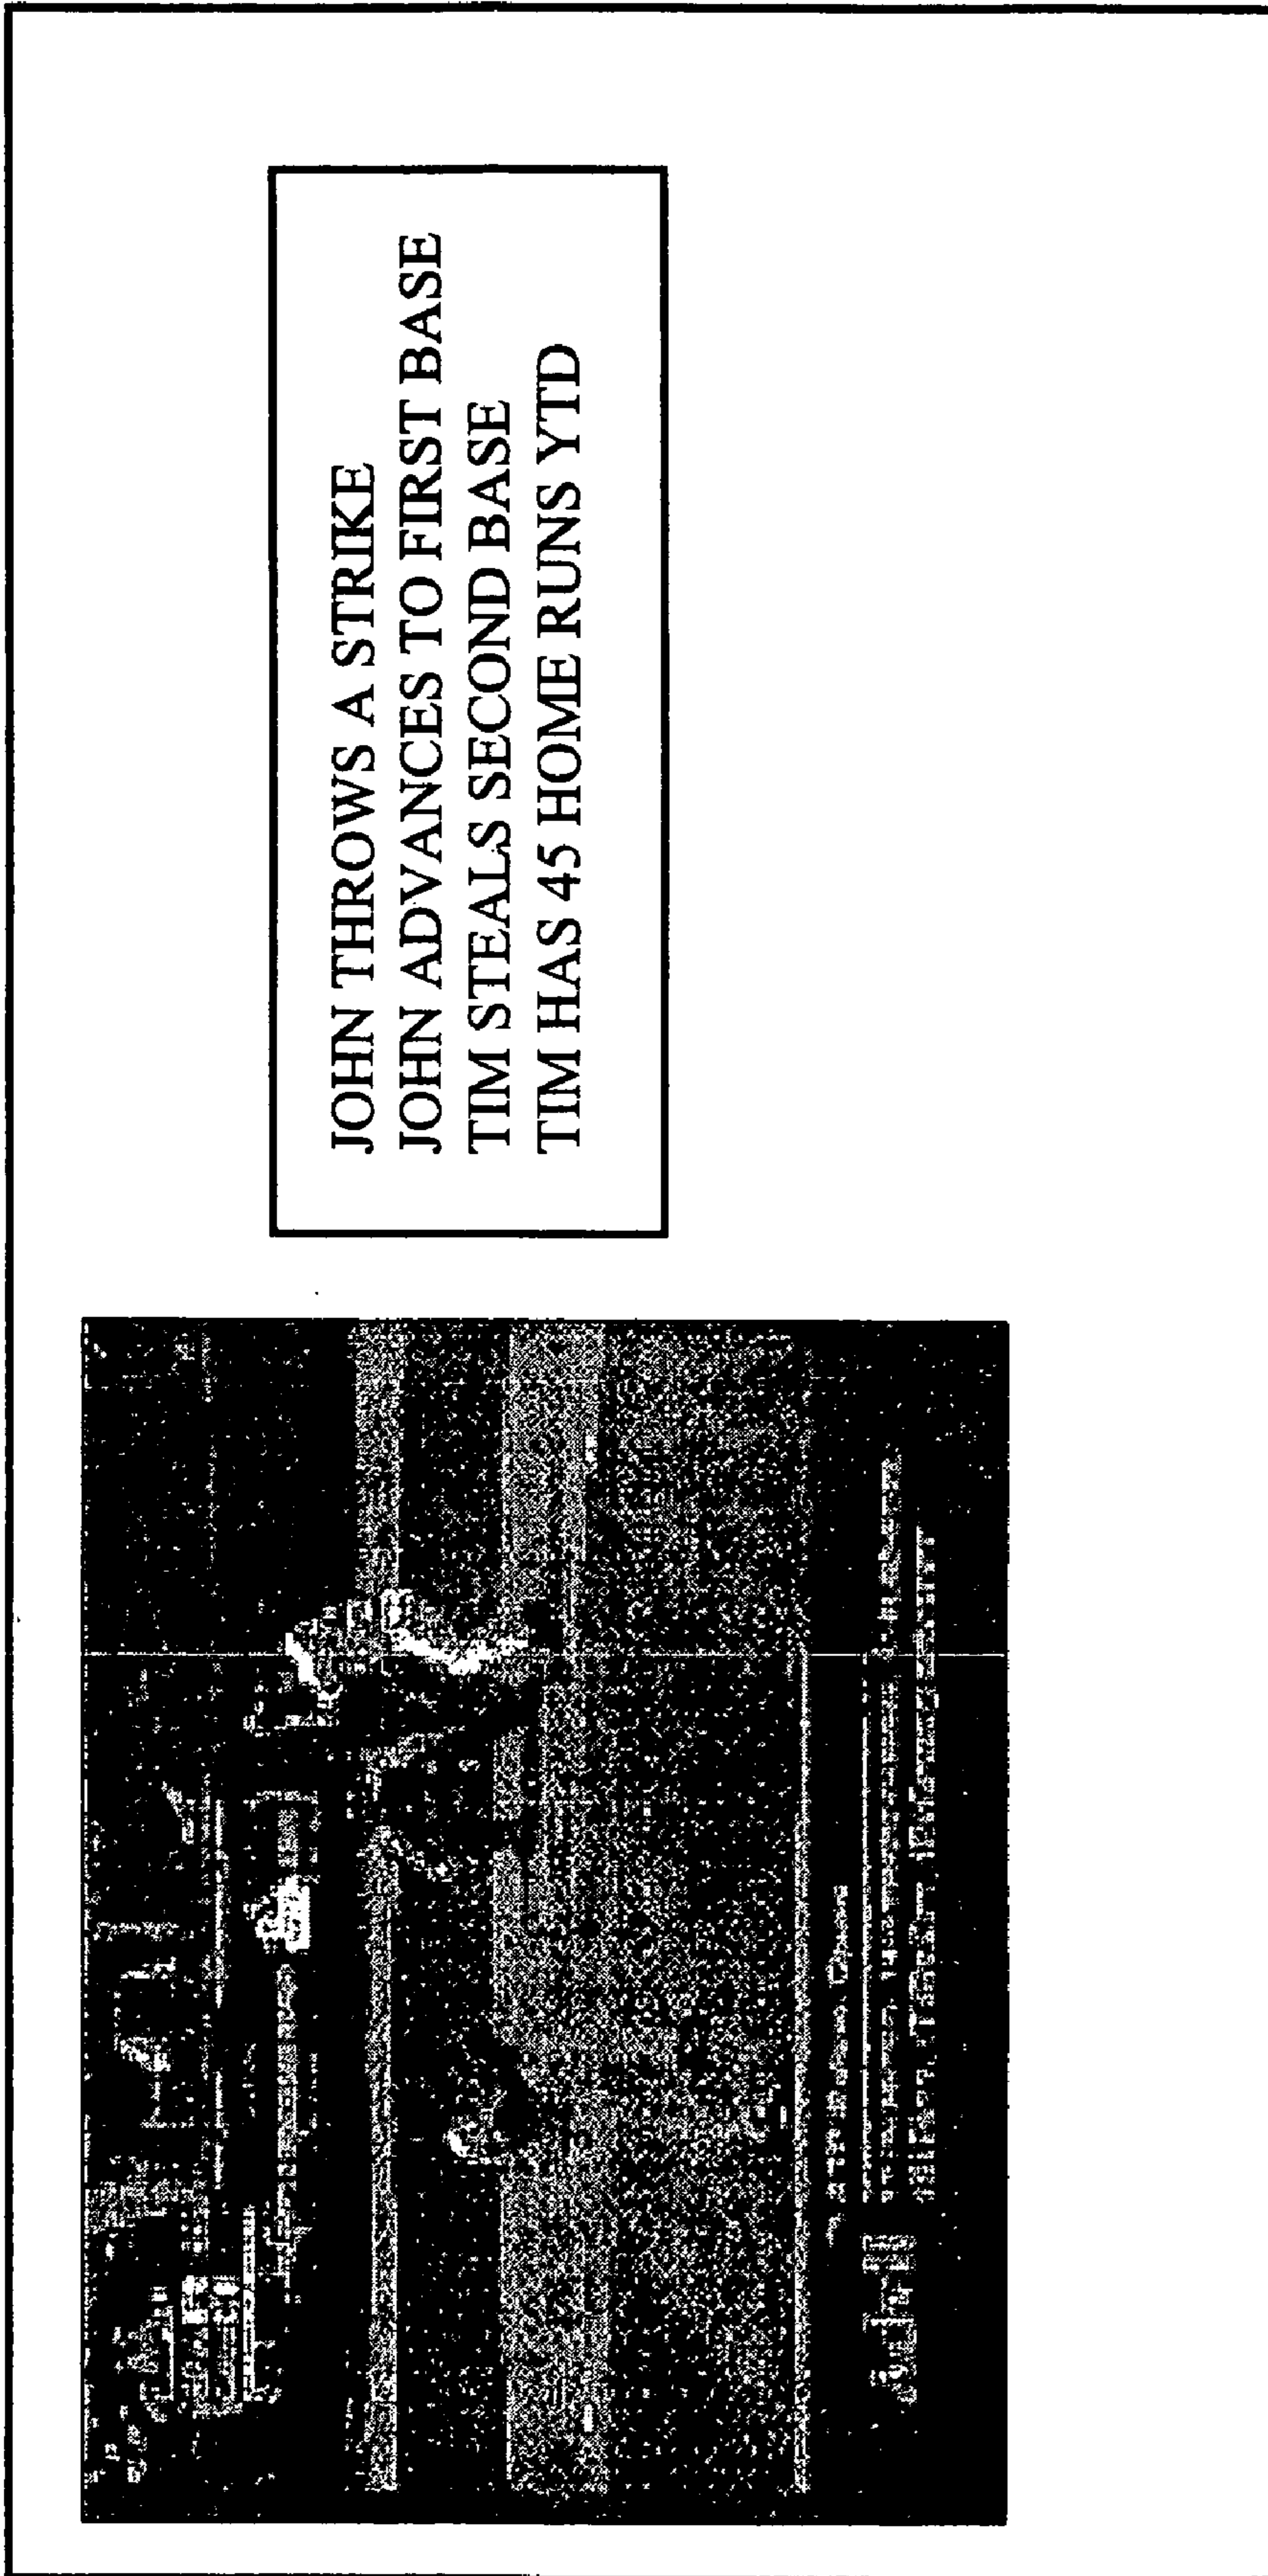 JOHN THROWS A STRIKE
JOHN ADVANCES TO FIRST BASE
TIM STEALS SECOND BASE
TIM HAS 45 HOME RUNS YTD